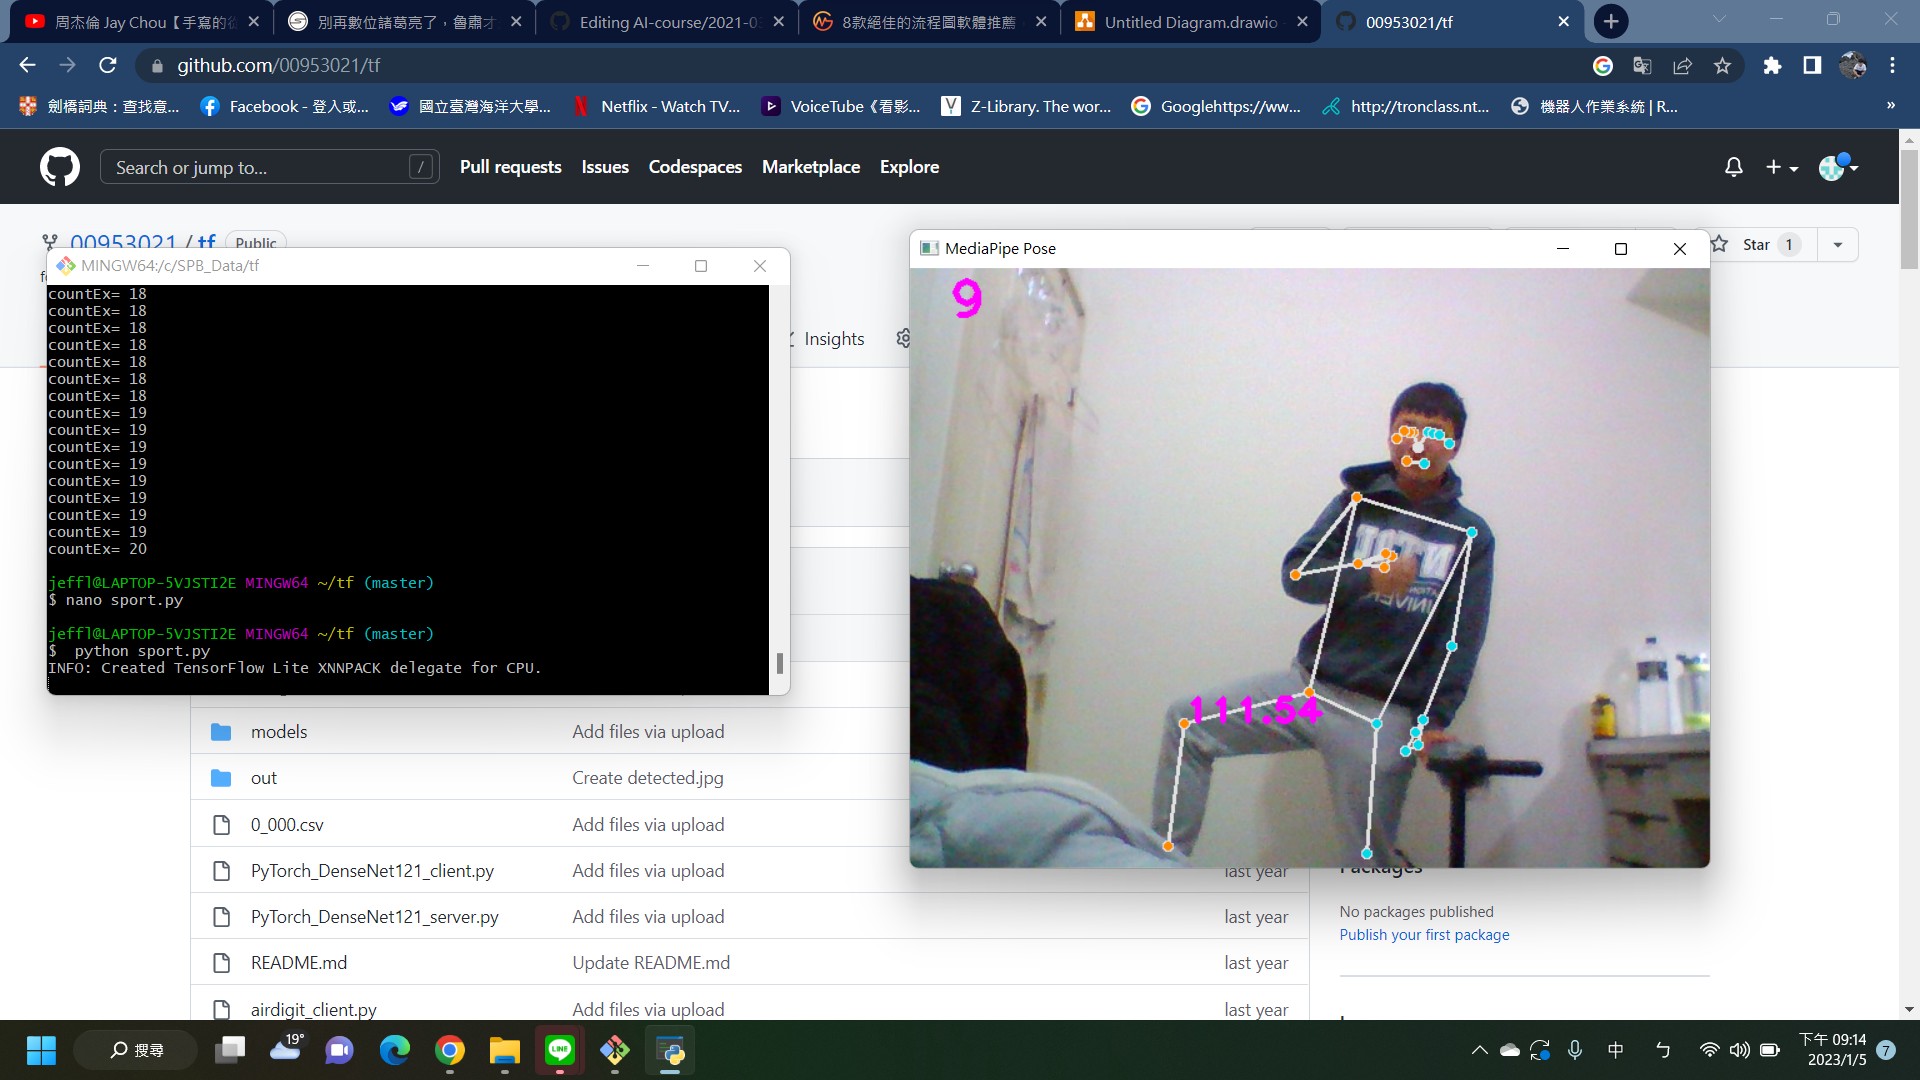 周杰倫 Jay Chou【手寫的從
別再數位諸葛亮了，魯肅才
Editing AI-course/2021-03
8款絕佳的流程圖軟體推薦
Untitled Diagram.drawio -
00953021/tf
github.com/00953021/tf
劍橋詞典：查找意...
Facebook - 登入或...
國立臺灣海洋大學...
Netflix - Watch TV...
VoiceTube《看影...
Z-Library. The wor...
Googlehttps://ww...
http://tronclass.nt...
機器人作業系統 | R...
»
Search or jump to...
/
Pull requests
Issues
Codespaces
Marketplace
Explore
00953021 / tf
Public
Star 1
Insights
MINGW64:/c/SPB_Data/tf
countEx= 18
countEx= 18
countEx= 18
countEx= 18
countEx= 18
countEx= 18
countEx= 18
countEx= 19
countEx= 19
countEx= 19
countEx= 19
countEx= 19
countEx= 19
countEx= 19
countEx= 19
countEx= 20
jeffl@LAPTOP-5VJSTI2E MINGW64 ~/tf (master)
$ nano sport.py
jeffl@LAPTOP-5VJSTI2E MINGW64 ~/tf (master)
$  python sport.py
INFO: Created TensorFlow Lite XNNPACK delegate for CPU.
MediaPipe Pose
9
111.54
models
Add files via upload
out
Create detected.jpg
0_000.csv
Add files via upload
PyTorch_DenseNet121_client.py
Add files via upload
last year
PyTorch_DenseNet121_server.py
Add files via upload
last year
README.md
Update README.md
last year
airdigit_client.py
Add files via upload
last year
Packages
No packages published
Publish your first package
搜尋
19°
LINE
中
ㄣ
下午 09:14
2023/1/5
7